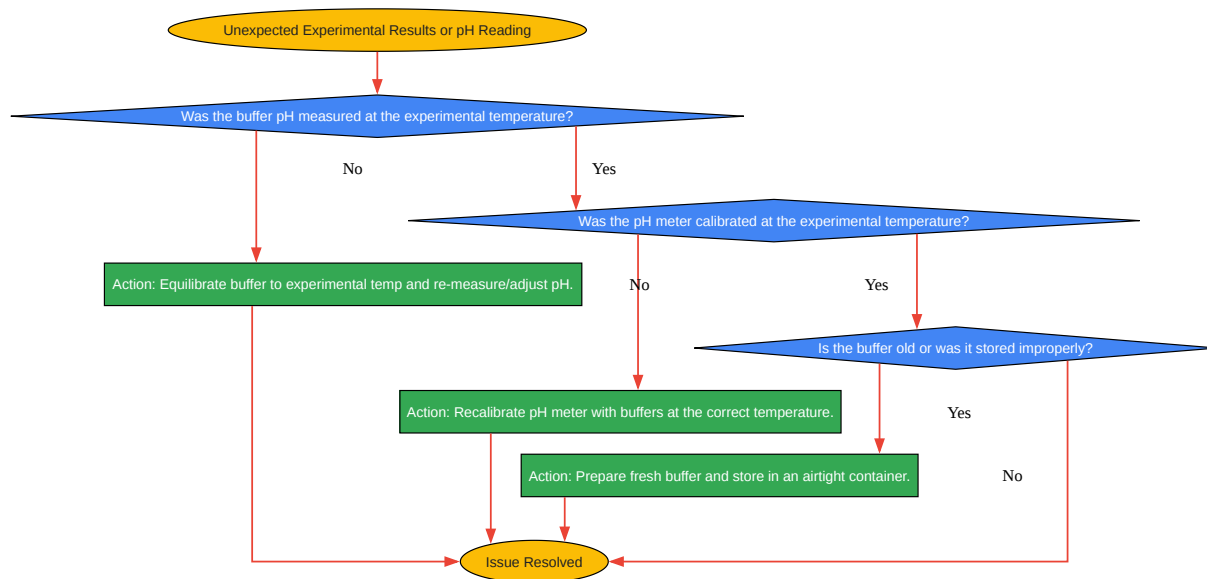 Unexpected Experimental Results or pH Reading
Was the buffer pH measured at the experimental temperature?
No
Yes
Was the pH meter calibrated at the experimental temperature?
Action: Equilibrate buffer to experimental temp and re-measure/adjust pH.
No
Yes
Is the buffer old or was it stored improperly?
Action: Recalibrate pH meter with buffers at the correct temperature.
Yes
Action: Prepare fresh buffer and store in an airtight container.
No
Issue Resolved